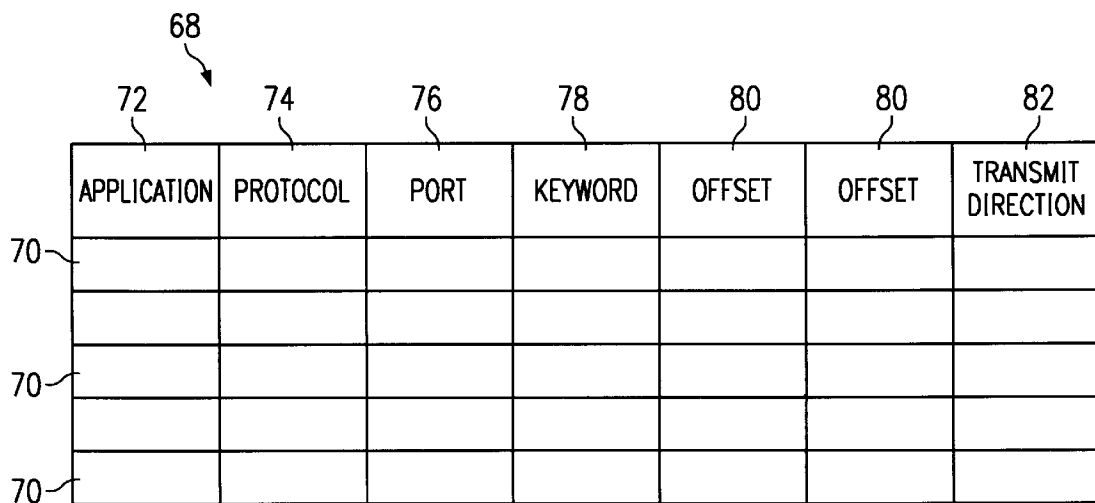 68
72 74 76 78 80 80 82
APPLICATION PROTOCOL PORT KEYWORD OFFSET OFFSET TRANSMIT DIRECTION
70
70
70